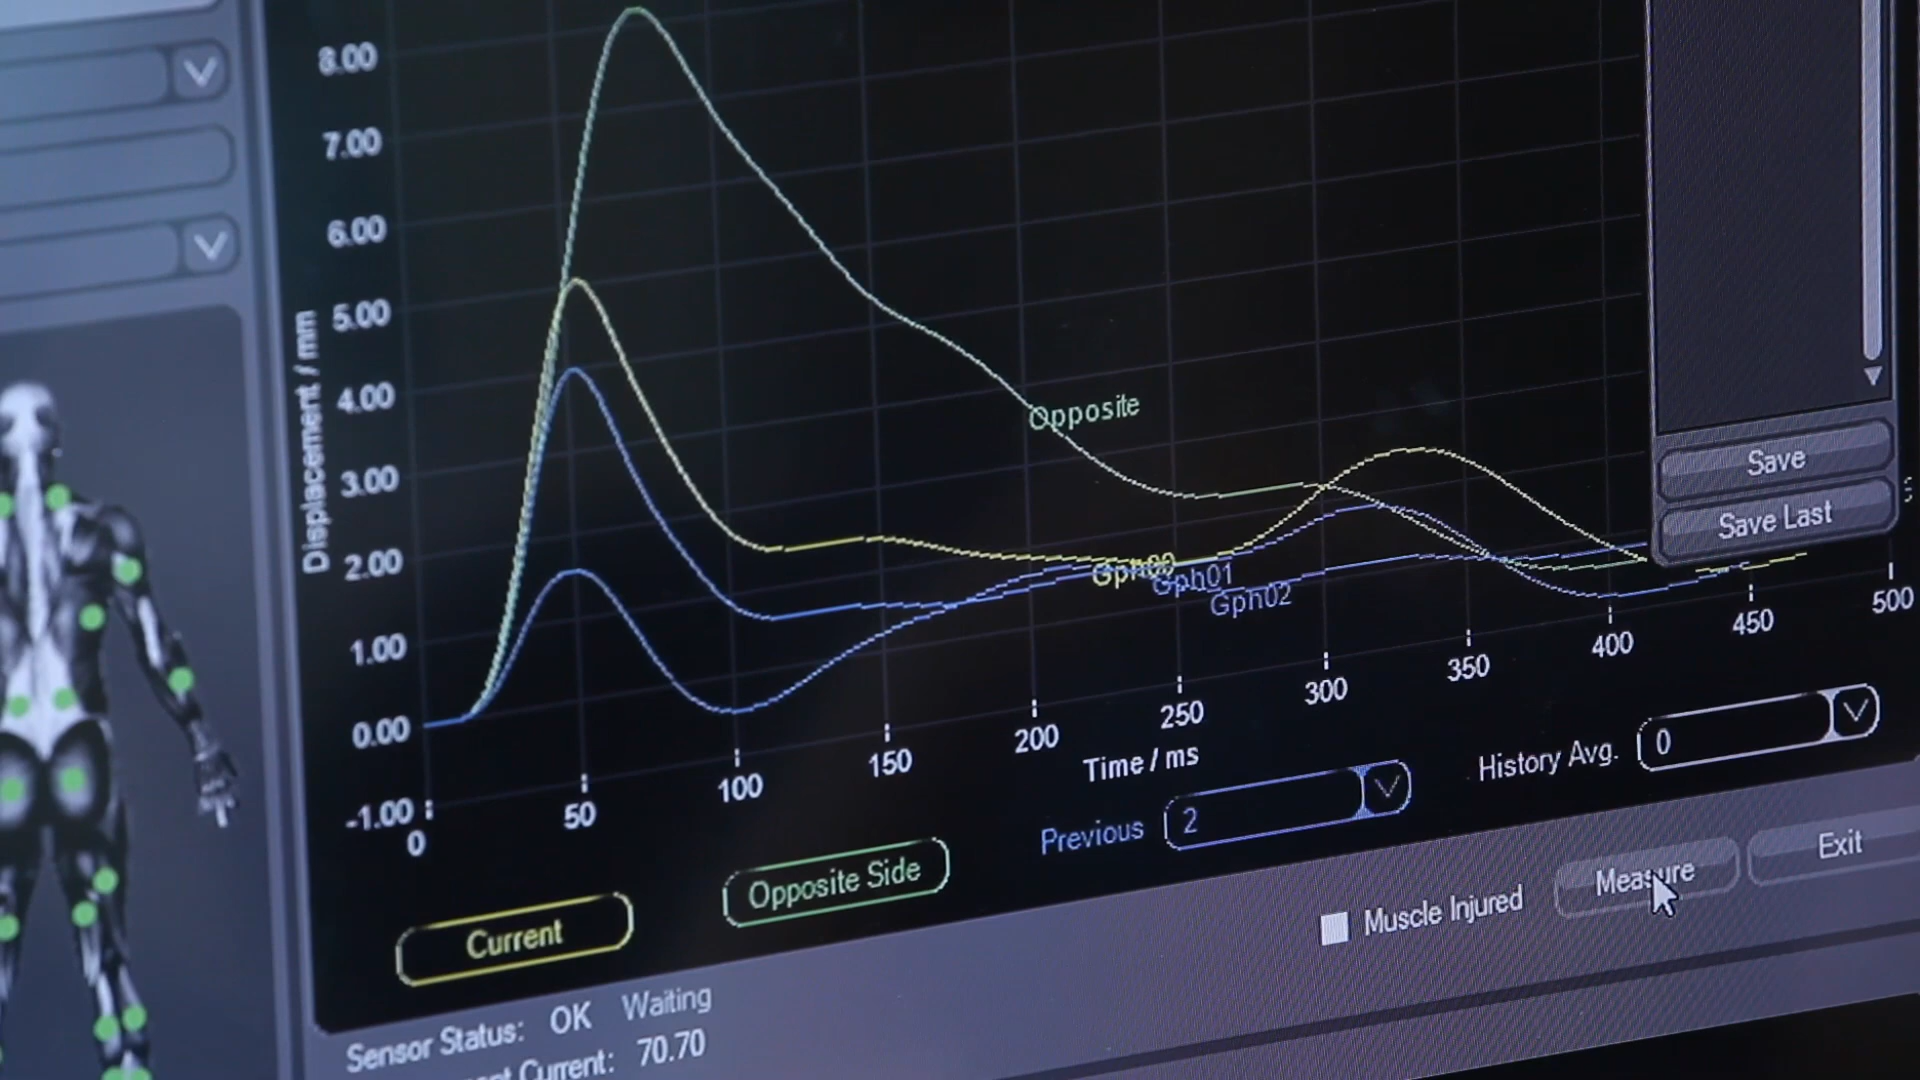 8.00
7.00
6.00
5.00
4.00
3.00
2.00
1.00
0.00
-1.00
Displacement / mm
0
50
100
150
200
250
300
350
400
450
500
Time / ms
Opposite
Gph01
Gph02
Save
Save Last
Previous 2
History Avg. 0
Current
Opposite Side
Muscle Injured
Measure
Exit
Sensor Status: OK Waiting
Current: 70.70